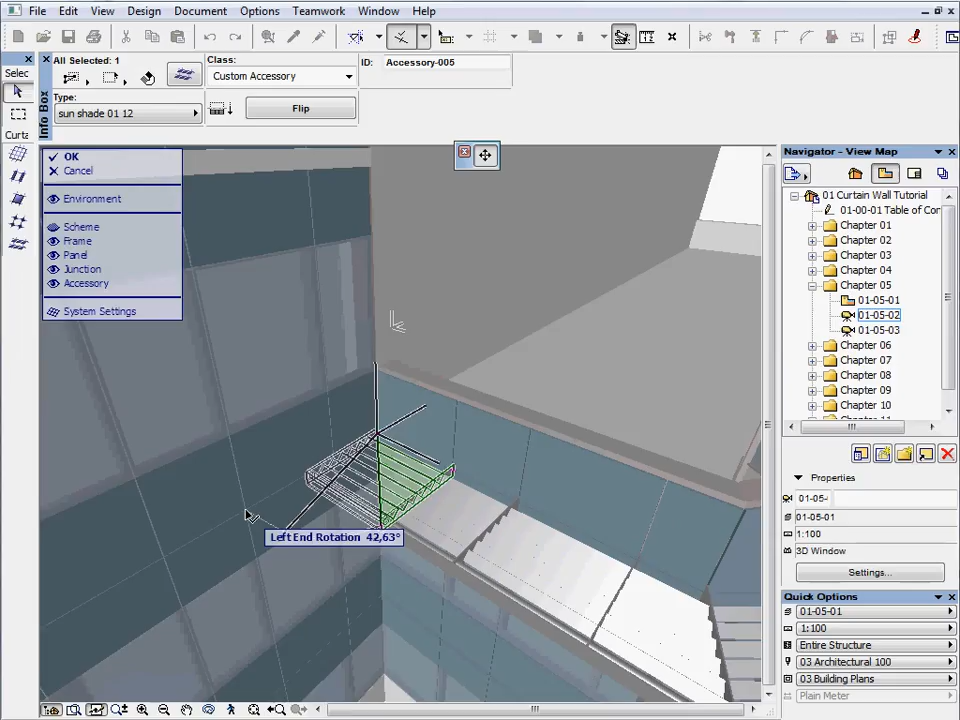 File Edit View Design Document Options Teamwork Window Help
All Selected: 1
Class:
ID: Accessory-005
Selec
Custom Accessory
Type:
sun shade 01 12
Flip
Info Box
Curta
OK
Cancel
Environment
Scheme
Frame
Panel
Junction
Accessory
System Settings
Left End Rotation 42,63°
Navigator - View Map
01 Curtain Wall Tutorial
01-00-01 Table of Cor
Chapter 01
Chapter 02
Chapter 03
Chapter 04
Chapter 05
01-05-01
01-05-02
01-05-03
Chapter 06
Chapter 07
Chapter 08
Chapter 09
Chapter 10
Chapter 11
Properties
01-05-
01-05-01
1:100
3D Window
Settings...
Quick Options
01-05-01
1:100
Entire Structure
03 Architectural 100
03 Building Plans
Plain Meter